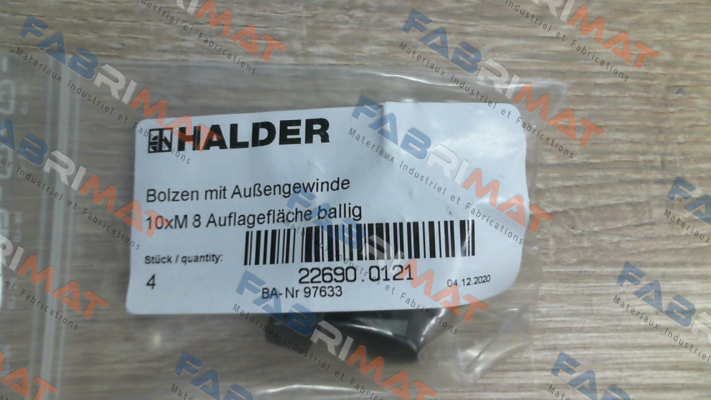 HALDER
Bolzen mit Außengewinde
10xM 8 Auflagefläche ballig
Stück / quantity:
4
22690.0121
BA-Nr 97633
04.12.2020
FABRIMAT
Materiaux Industriel et Fabrications